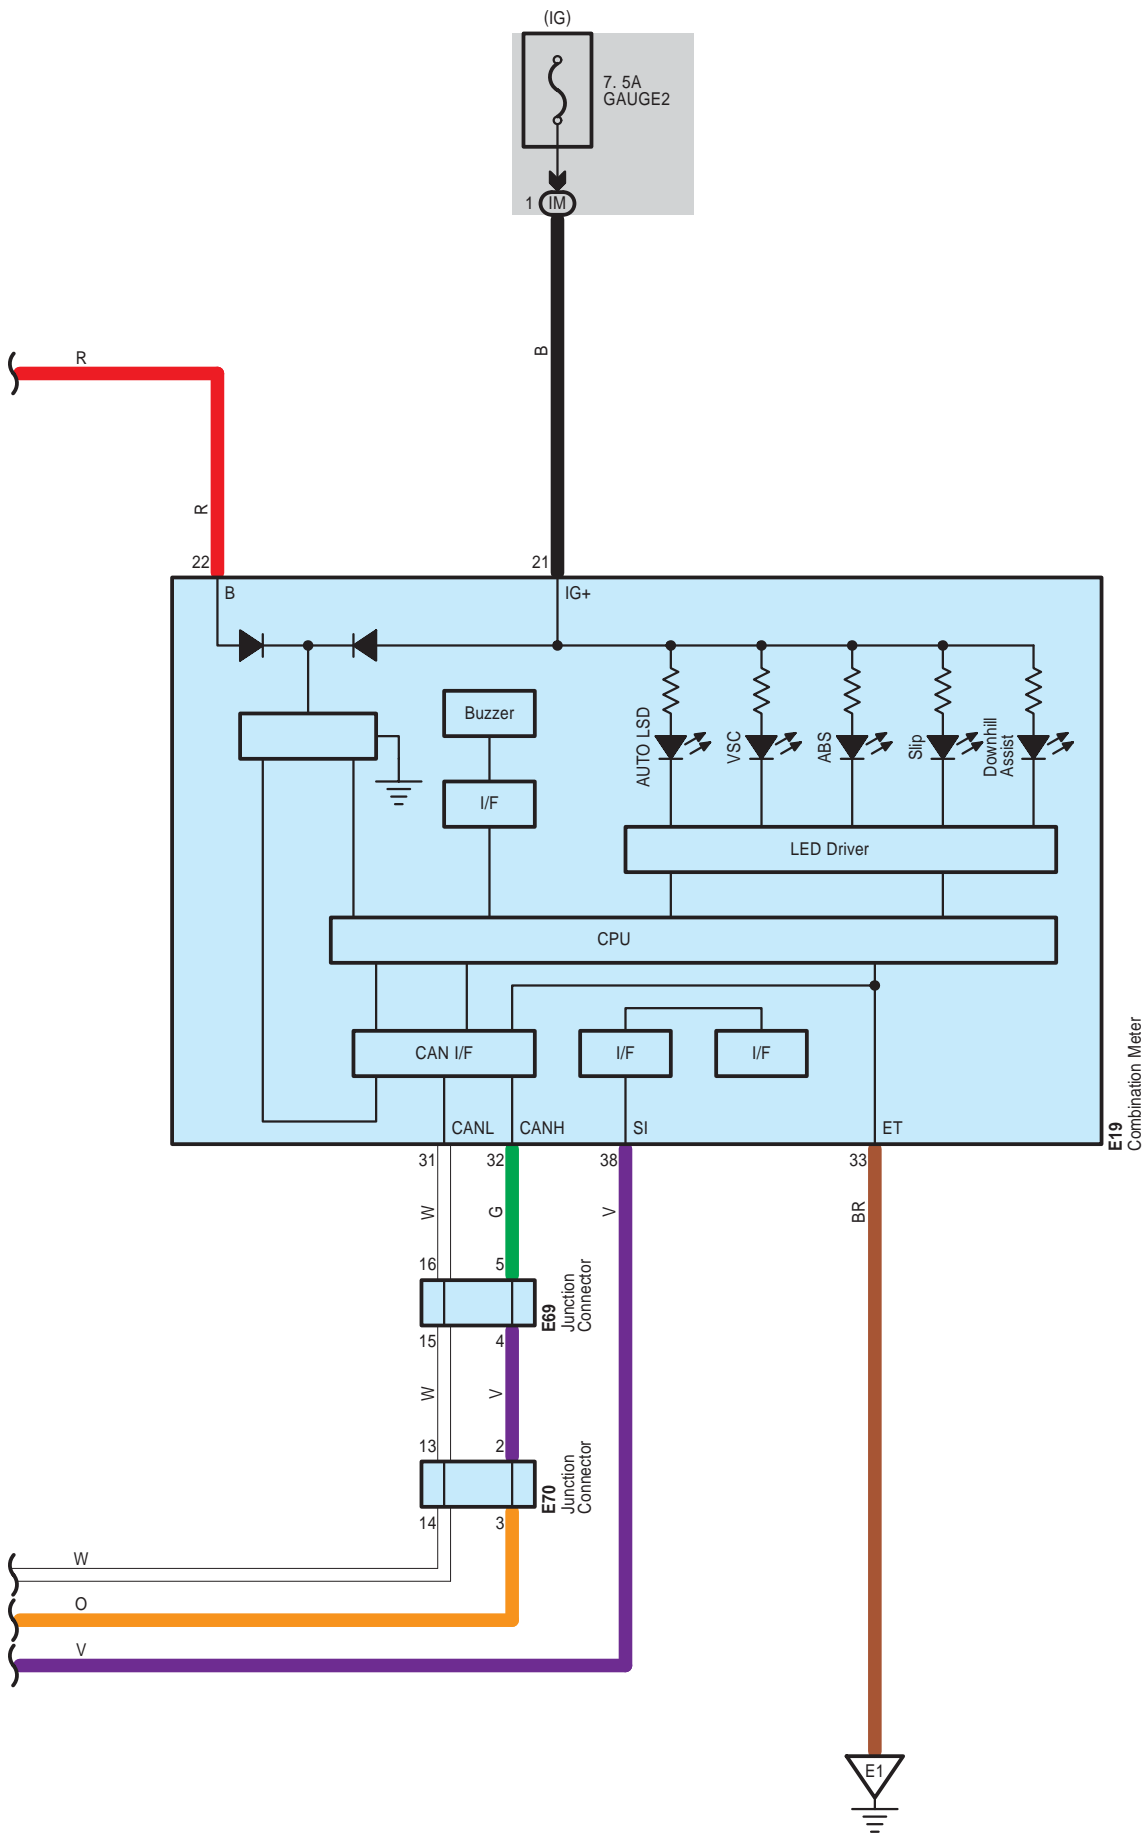 (IG)
7. 5A
GAUGE2
1
IM
B
R
R
22
21
B
IG+
Buzzer
I/F
AUTO LSD
VSC
ABS
Slip
Downhill
Assist
LED Driver
CPU
CAN I/F
I/F
I/F
CANL
CANH
SI
ET
E19
Combination Meter
31
32
38
33
W
G
V
BR
16
5
E69
Junction
Connector
15
4
W
V
13
2
E70
Junction
Connector
14
3
W
O
V
E1